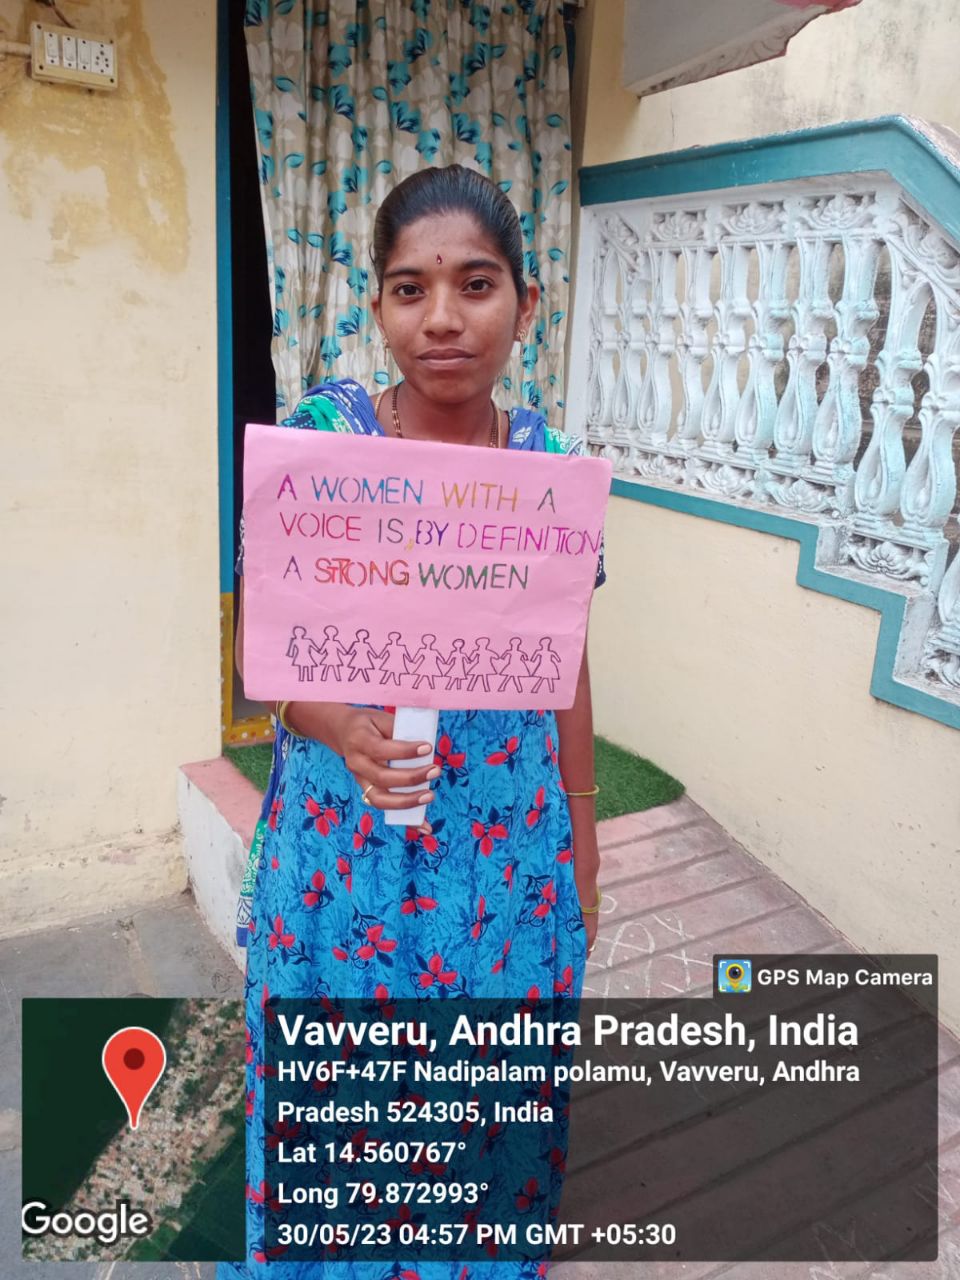 A WOMEN WITH A
VOICE IS, BY DEFINITION
A STRONG WOMEN
GPS Map Camera
Vavveru, Andhra Pradesh, India
HV6F+47F Nadipalam polamu, Vavveru, Andhra
Pradesh 524305, India
Lat 14.560767°
Long 79.872993°
30/05/23 04:57 PM GMT +05:30
Google